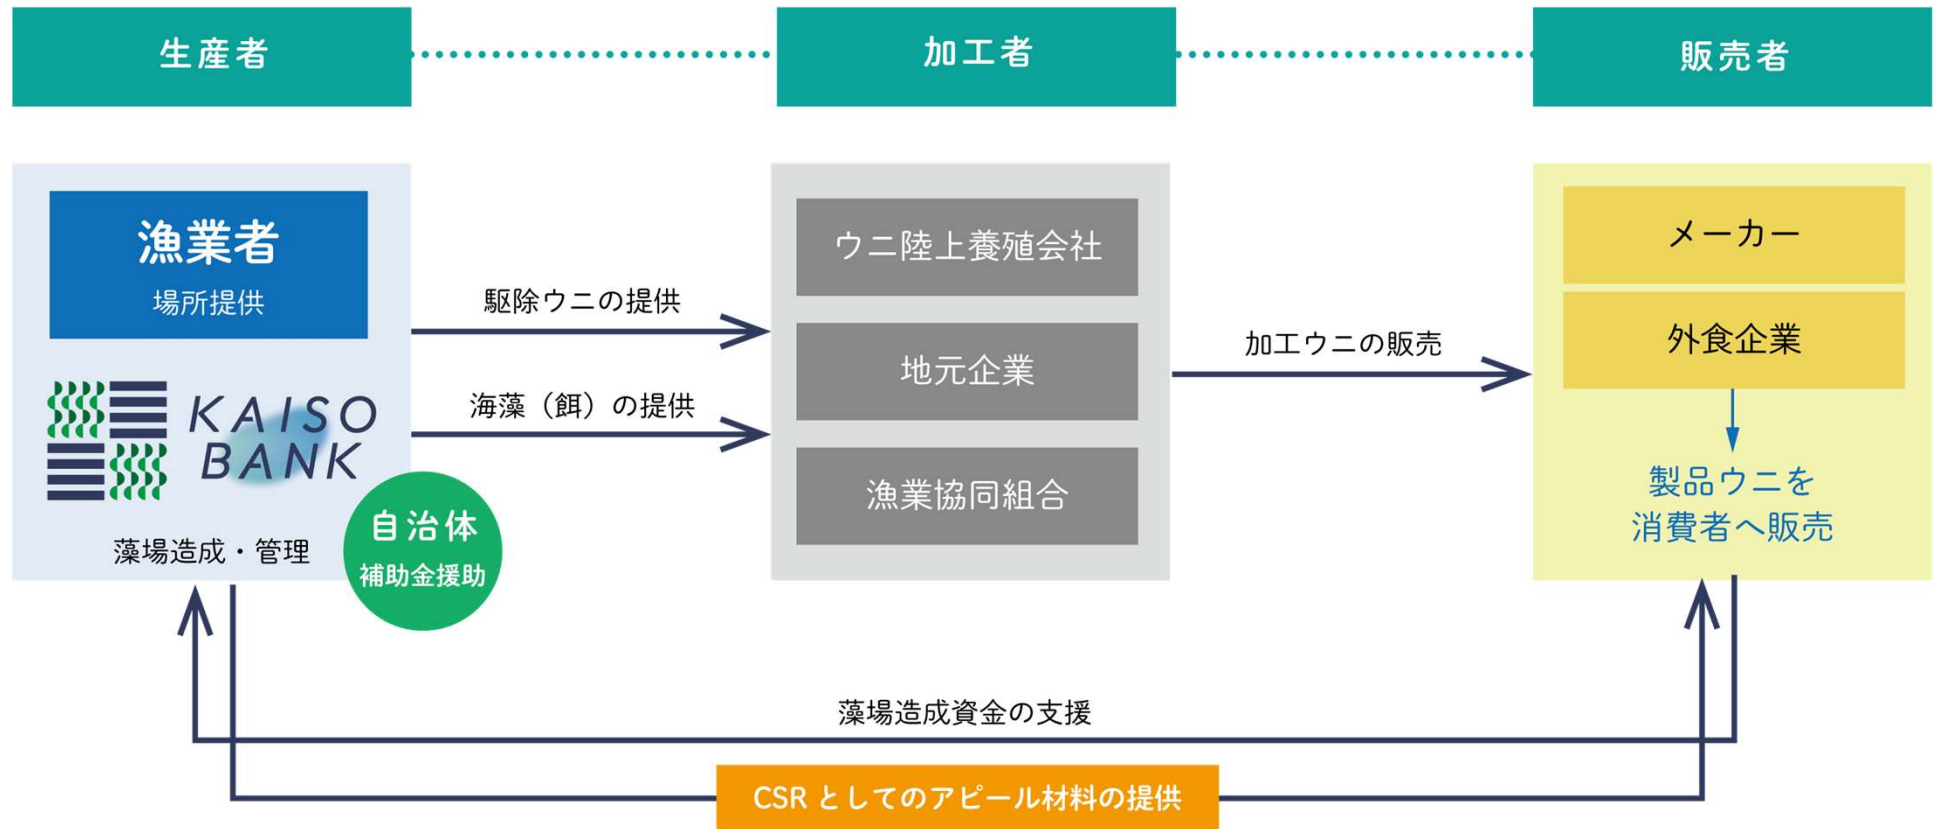 生産者
加工者
販売者
漁業者
場所提供
KAISO
BANK
藻場造成・管理
自治体
補助金援助
駆除ウニの提供
海藻（餌）の提供
ウニ陸上養殖会社
地元企業
漁業協同組合
加工ウニの販売
メーカー
外食企業
製品ウニを
消費者へ販売
藻場造成資金の支援
CSRとしてのアピール材料の提供